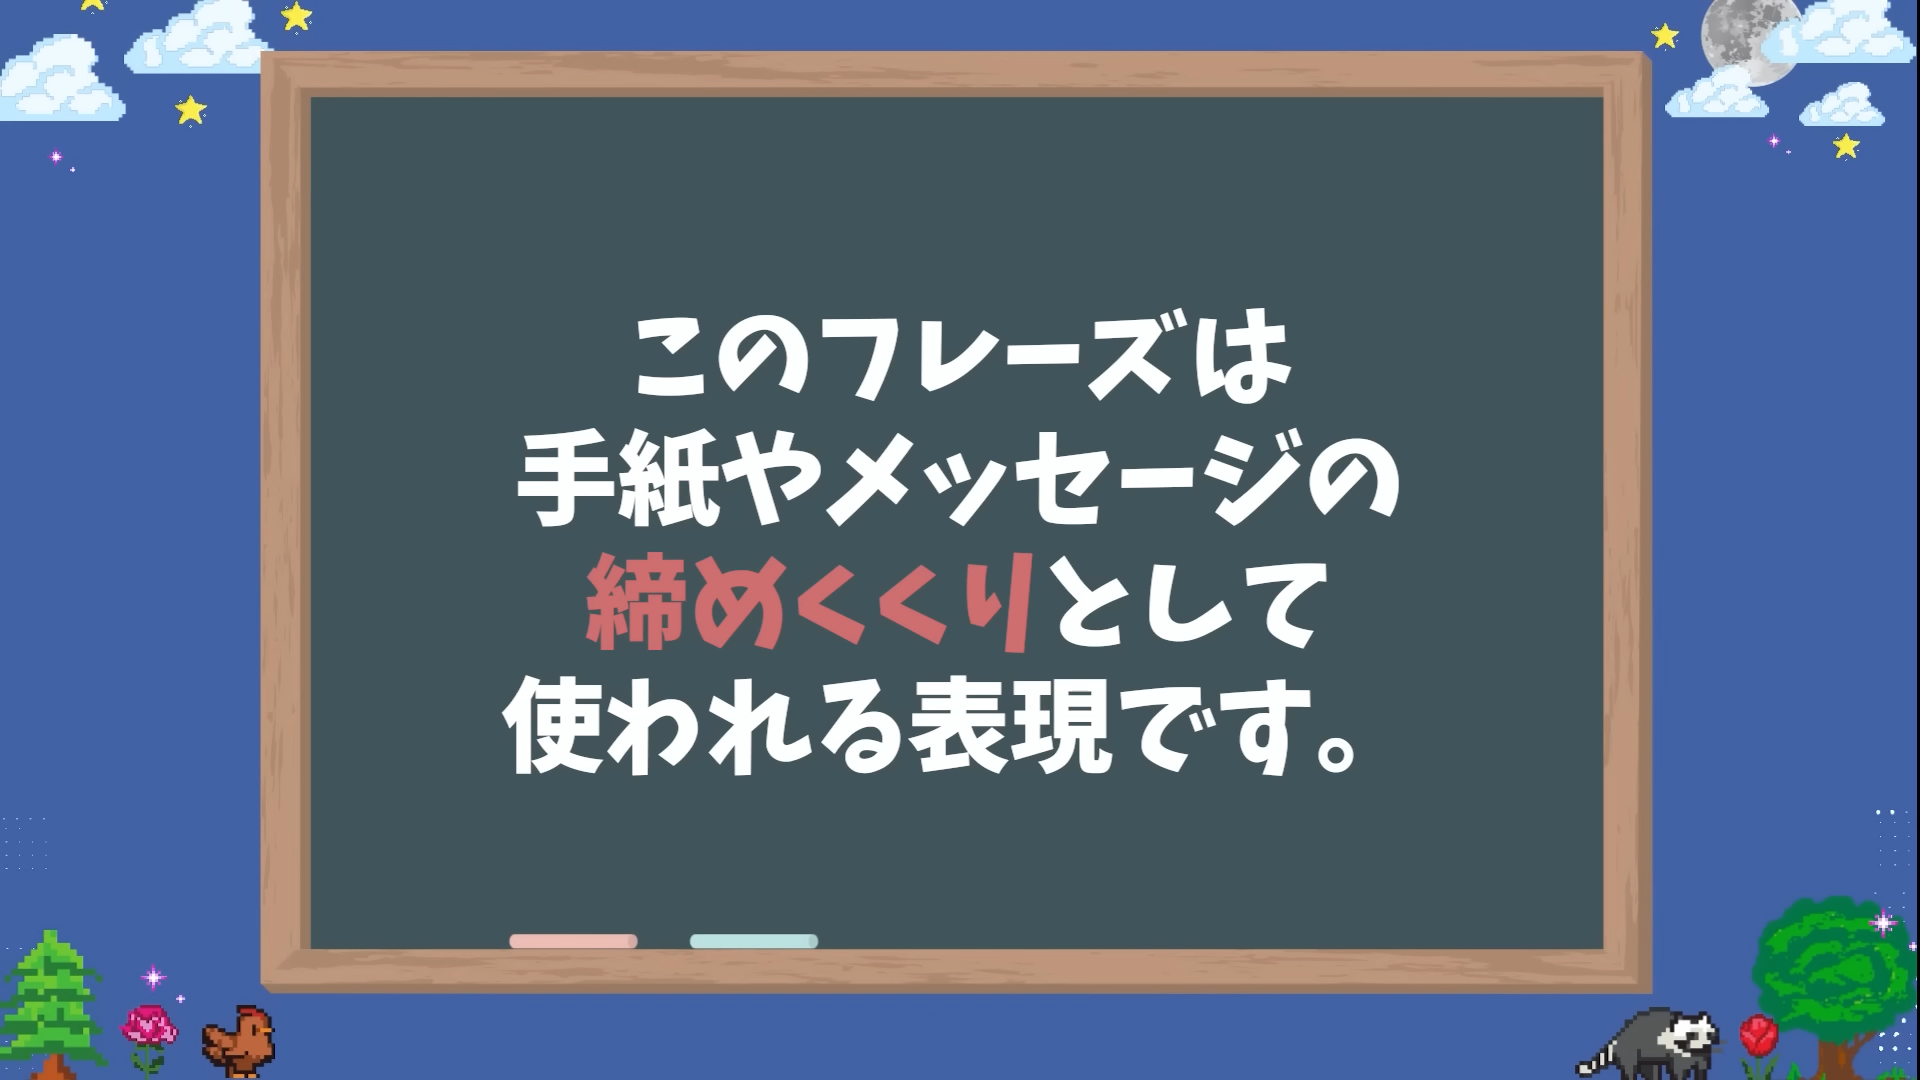 このフレーズは
手紙やメッセージの
締めくくりとして
使われる表現です。